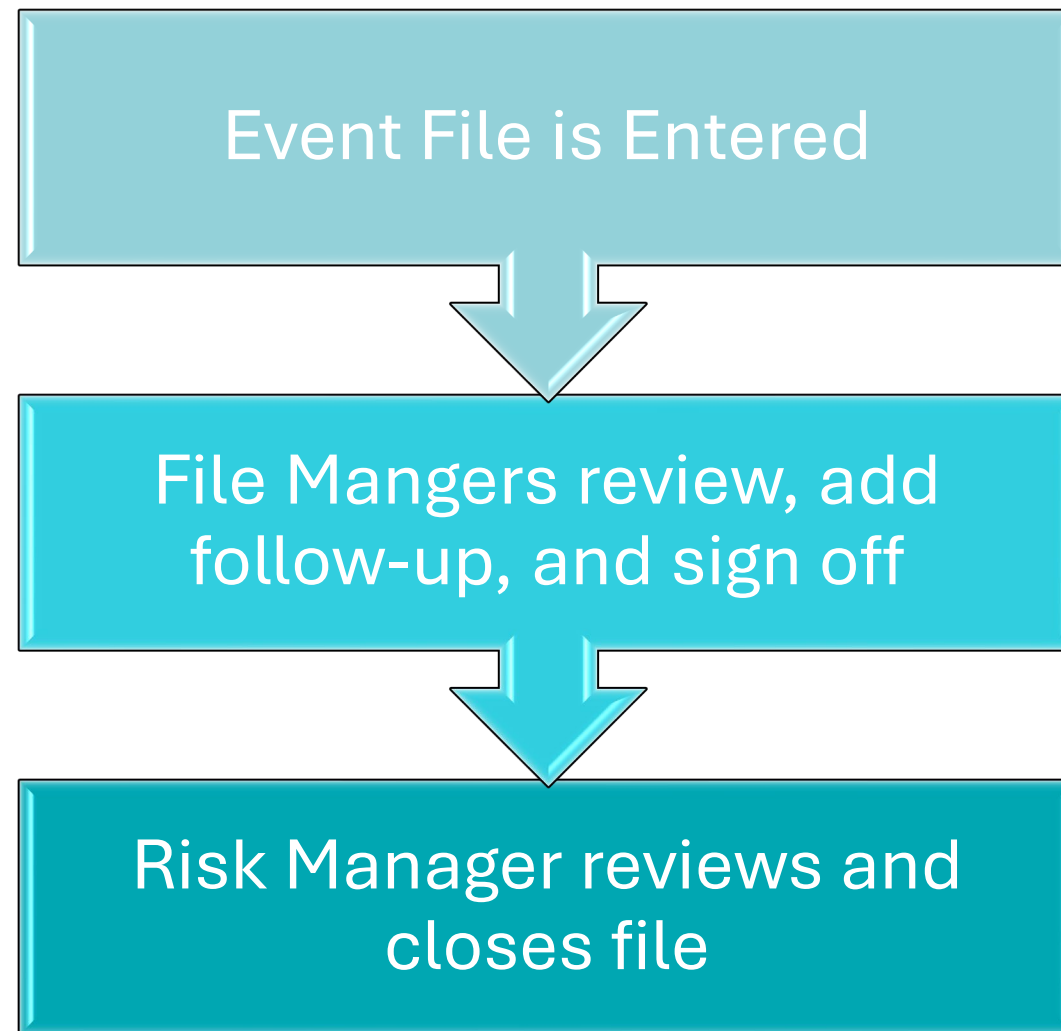 Event File is Entered
File Mangers review, add
follow-up, and sign off
Risk Manager reviews and
closes file